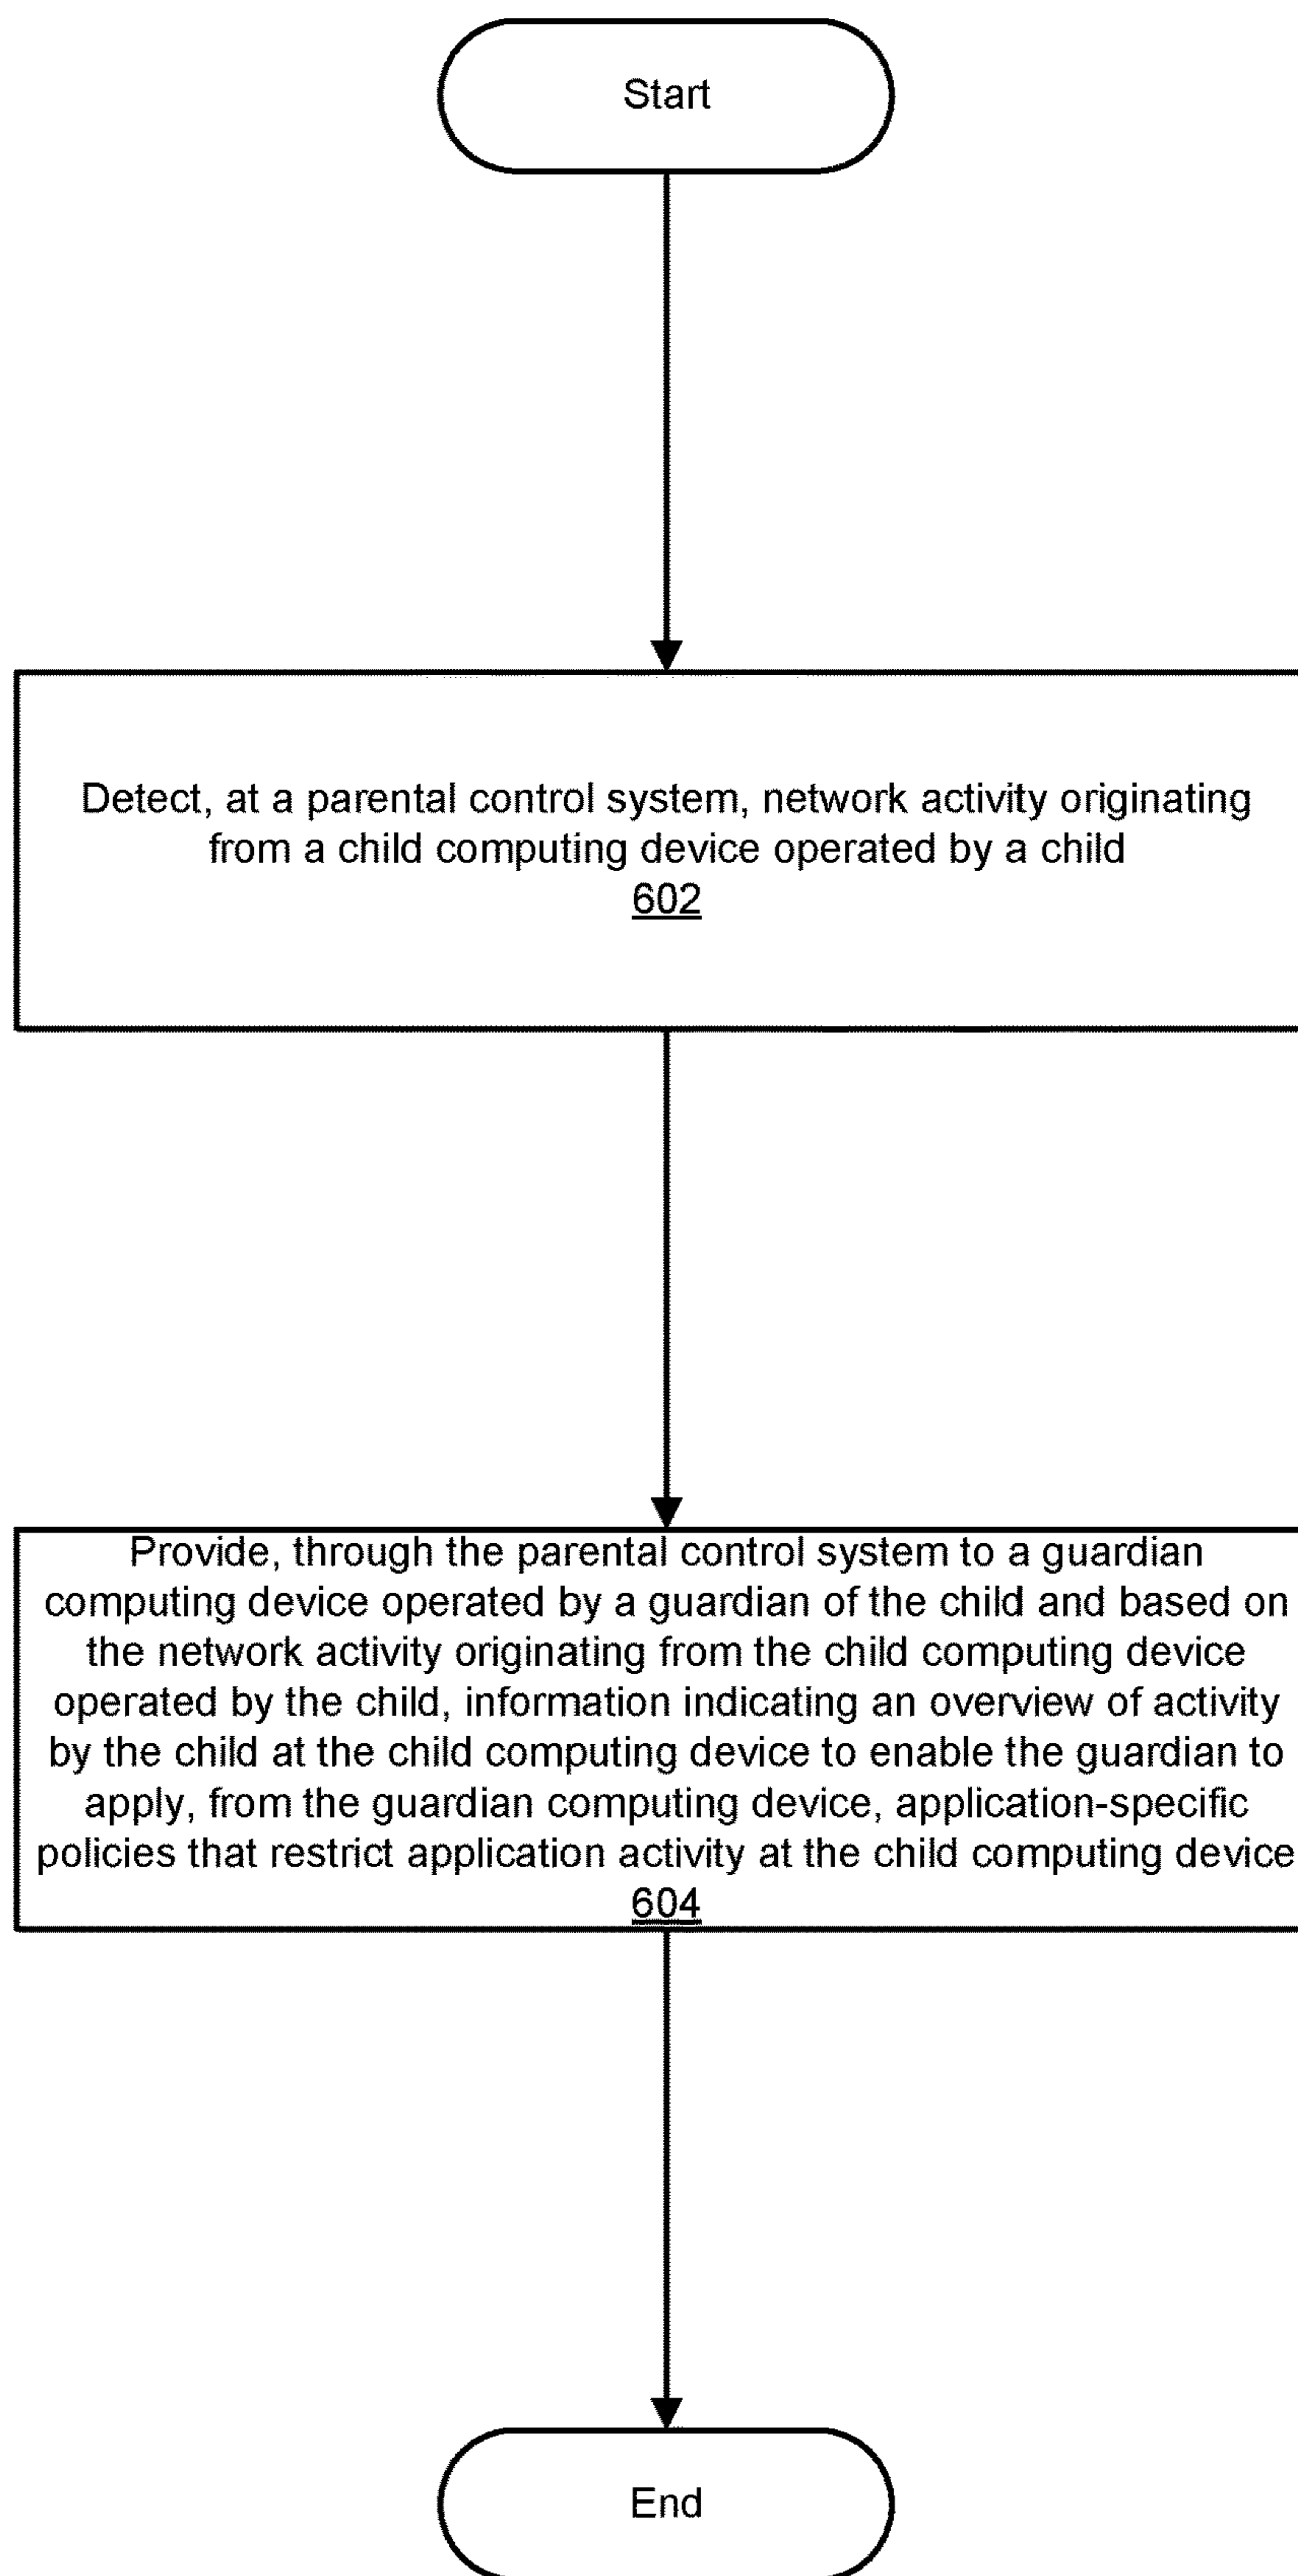 Start
Detect, at a parental control system, network activity originating
from a child computing device operated by a child
602
Provide, through the parental control system to a guardian
computing device operated by a guardian of the child and based on
the network activity originating from the child computing device
operated by the child, information indicating an overview of activity
by the child at the child computing device to enable the guardian to
apply, from the guardian computing device, application-specific
policies that restrict application activity at the child computing device
604
End